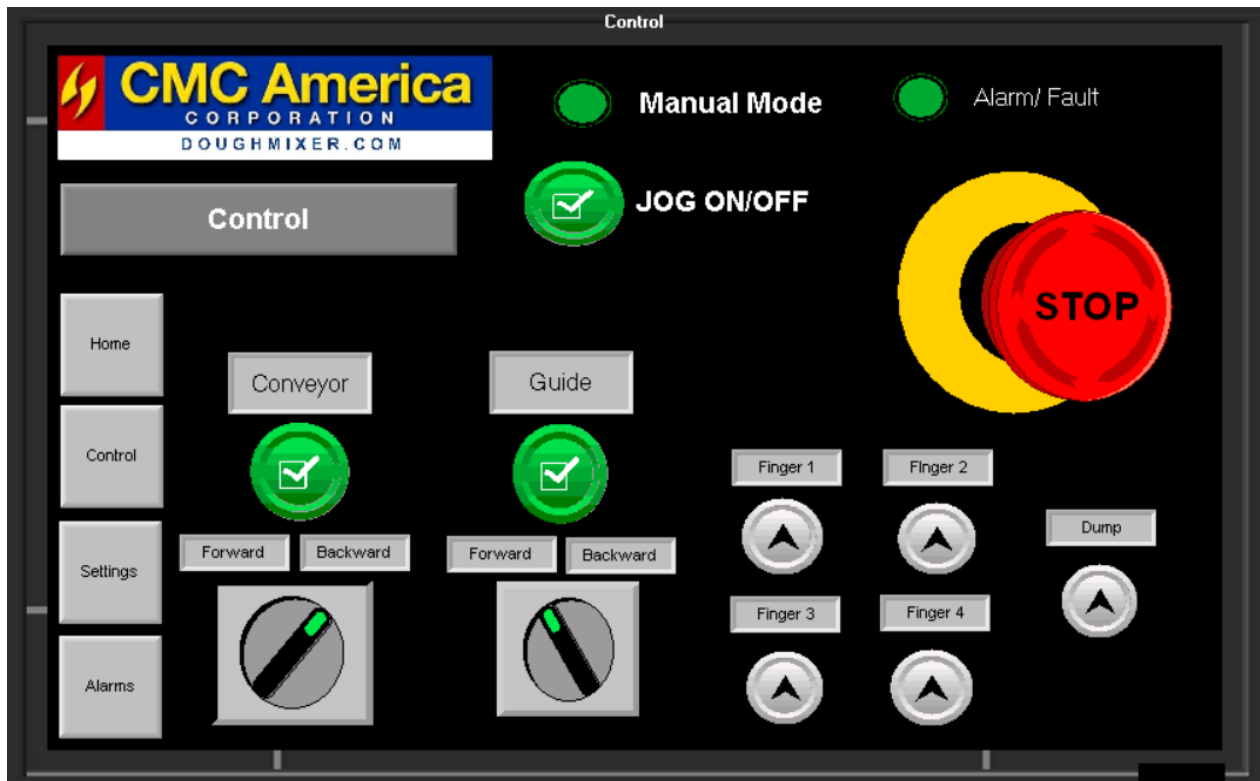 Control
CMC America
CORPORATION
DOUGHMIXER.COM
Manual Mode
Alarm/ Fault
JOG ON/OFF
Control
STOP
Home
Conveyor
Guide
Control
Finger 1
FInger 2
Dump
Forward
Backward
Forward
Backward
Settings
Finger 3
Finger 4
Alarms